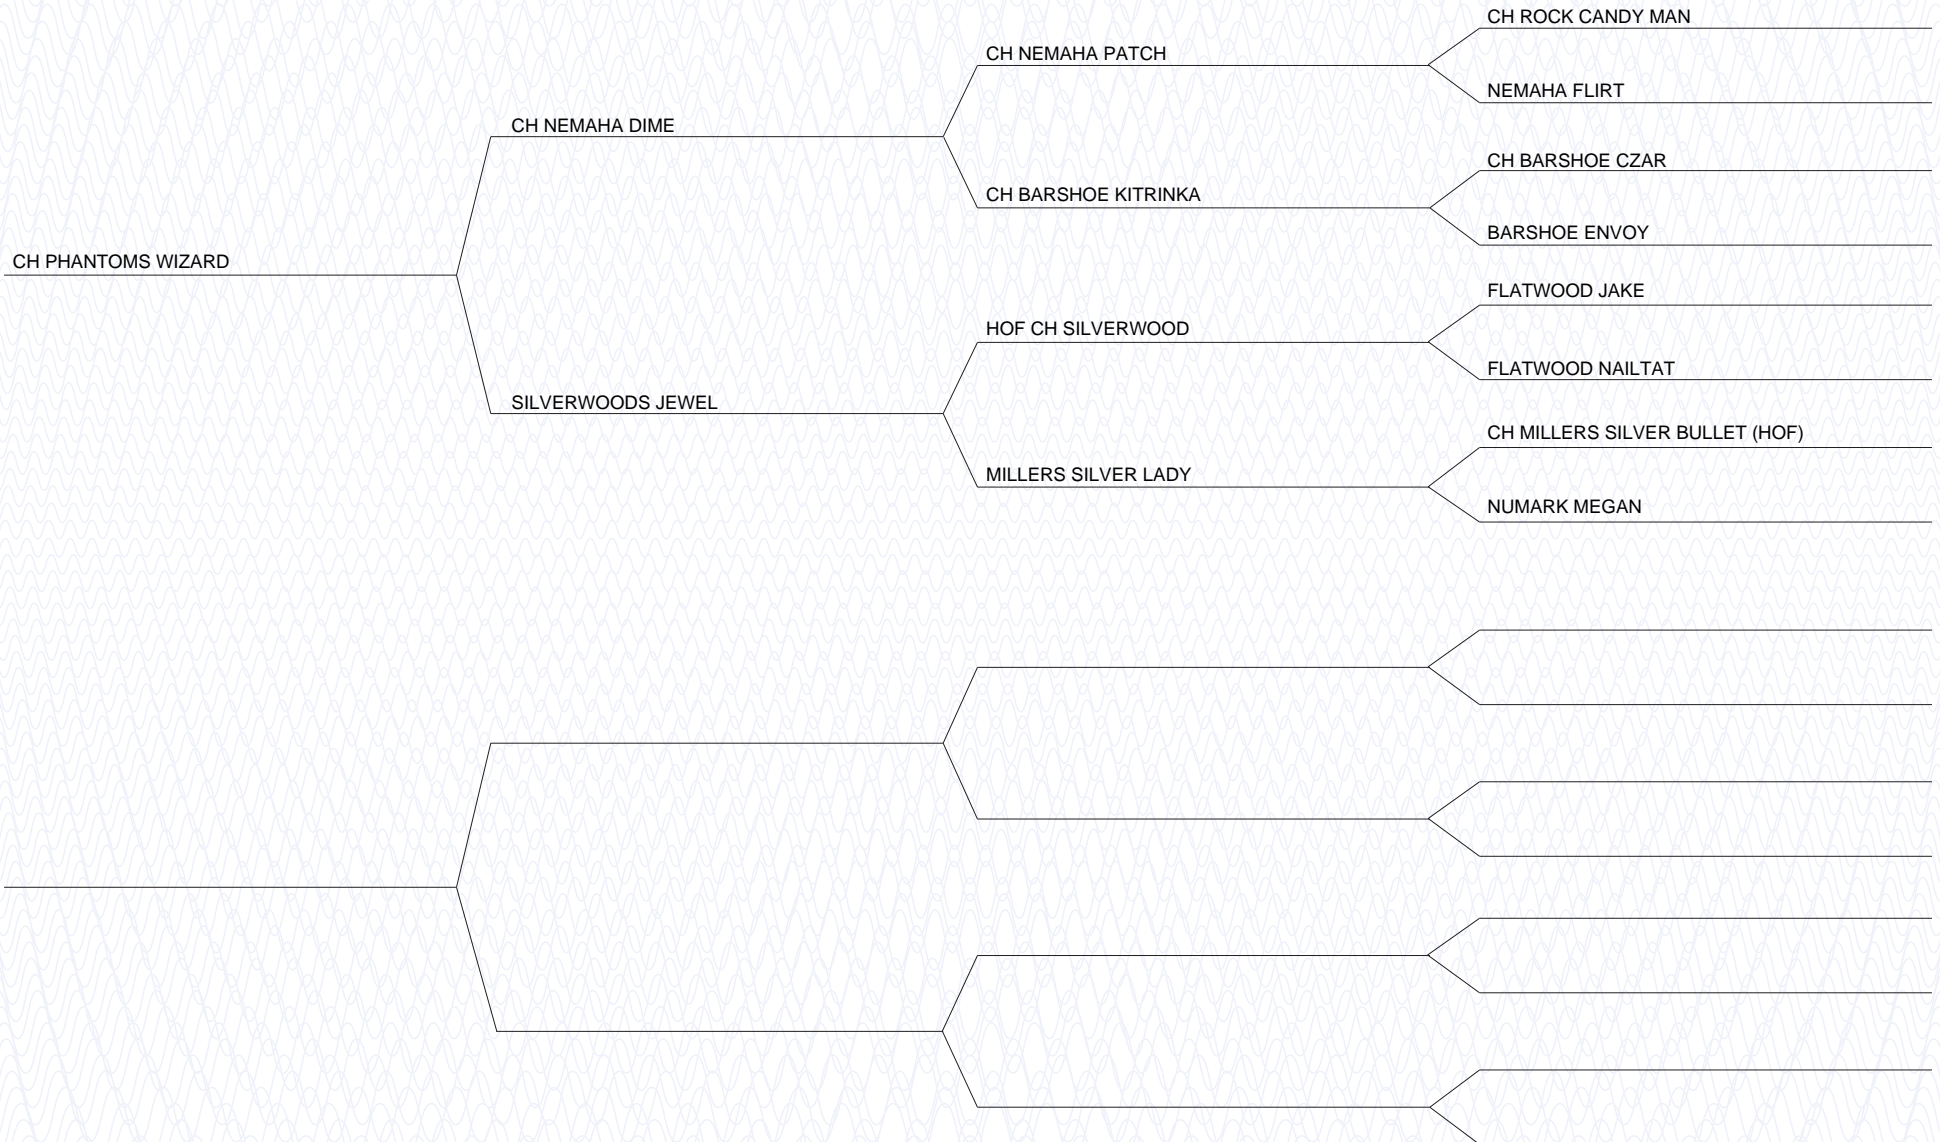 CH ROCK CANDY MAN
CH NEMAHA PATCH
NEMAHA FLIRT
CH NEMAHA DIME
CH BARSHOE CZAR
CH BARSHOE KITRINKA
BARSHOE ENVOY
CH PHANTOMS WIZARD
FLATWOOD JAKE
HOF CH SILVERWOOD
FLATWOOD NAILTAT
SILVERWOODS JEWEL
CH MILLERS SILVER BULLET (HOF)
MILLERS SILVER LADY
NUMARK MEGAN